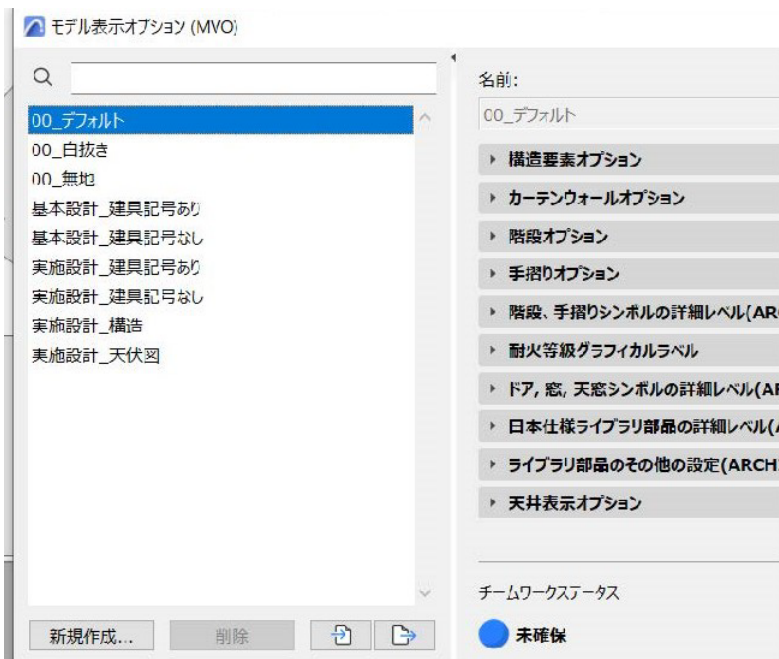 モデル表示オプション (MVO)
00_デフォルト
00_白抜き
00_無地
基本設計_建具記号あり
基本設計_建具記号なし
実施設計_建具記号あり
実施設計_建具記号なし
実施設計_構造
実施設計_天伏図
新規作成...
削除
名前:
00_デフォルト
構造要素オプション
カーテンウォールオプション
階段オプション
手摺りオプション
階段、手摺りシンボルの詳細レベル(AR
耐火等級グラフィカルラベル
ドア, 窓, 天窓シンボルの詳細レベル(AR
日本仕様ライブラリ部品の詳細レベル(
ライブラリ部品のその他の設定(ARCH
天井表示オプション
チームワークステータス
未確保